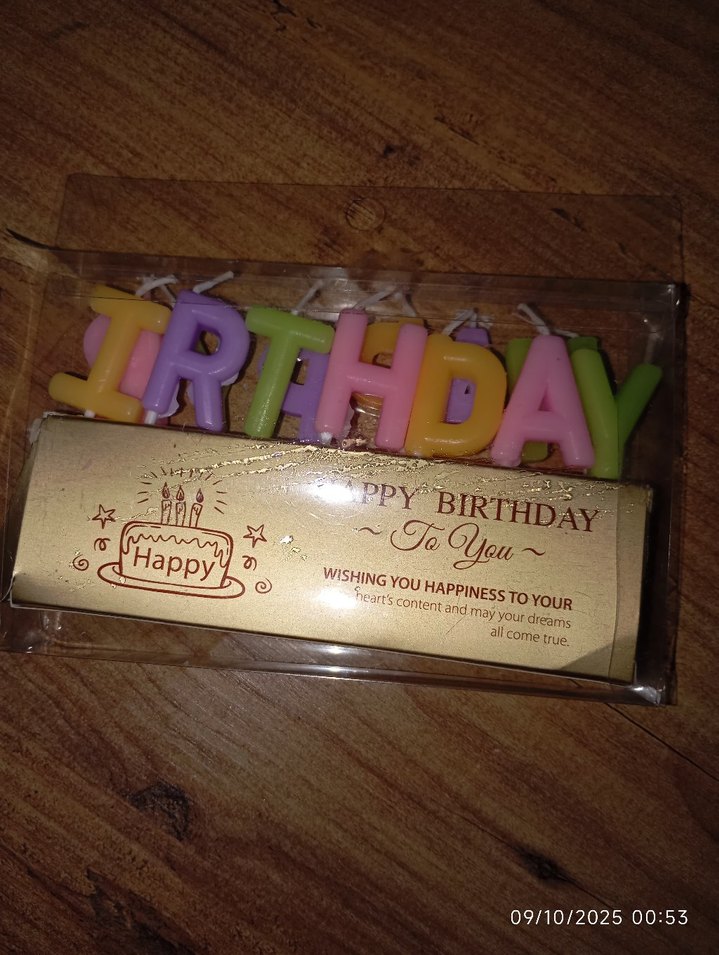 IRTHDAY
Happy
HAPPY BIRTHDAY
~ To You ~
WISHING YOU HAPPINESS TO YOUR
heart's content and may your dreams
all come true.
09/10/2025 00:53